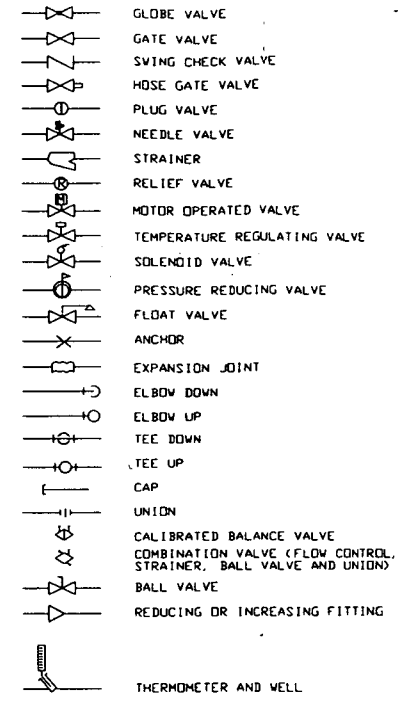 GLOBE VALVE
GATE VALVE
SWING CHECK VALVE
HOSE GATE VALVE
PLUG VALVE
NEEDLE VALVE
STRAINER
R RELIEF VALVE
M MOTOR OPERATED VALVE
TEMPERATURE REGULATING VALVE
SOLENOID VALVE
PRESSURE REDUCING VALVE
FLOAT VALVE
ANCHOR
EXPANSION JOINT
ELBOW DOWN
ELBOW UP
TEE DOWN
TEE UP
CAP
UNION
CALIBRATED BALANCE VALVE
COMBINATION VALVE (FLOW CONTROL,
STRAINER, BALL VALVE AND UNION)
BALL VALVE
REDUCING OR INCREASING FITTING
THERMOMETER AND WELL